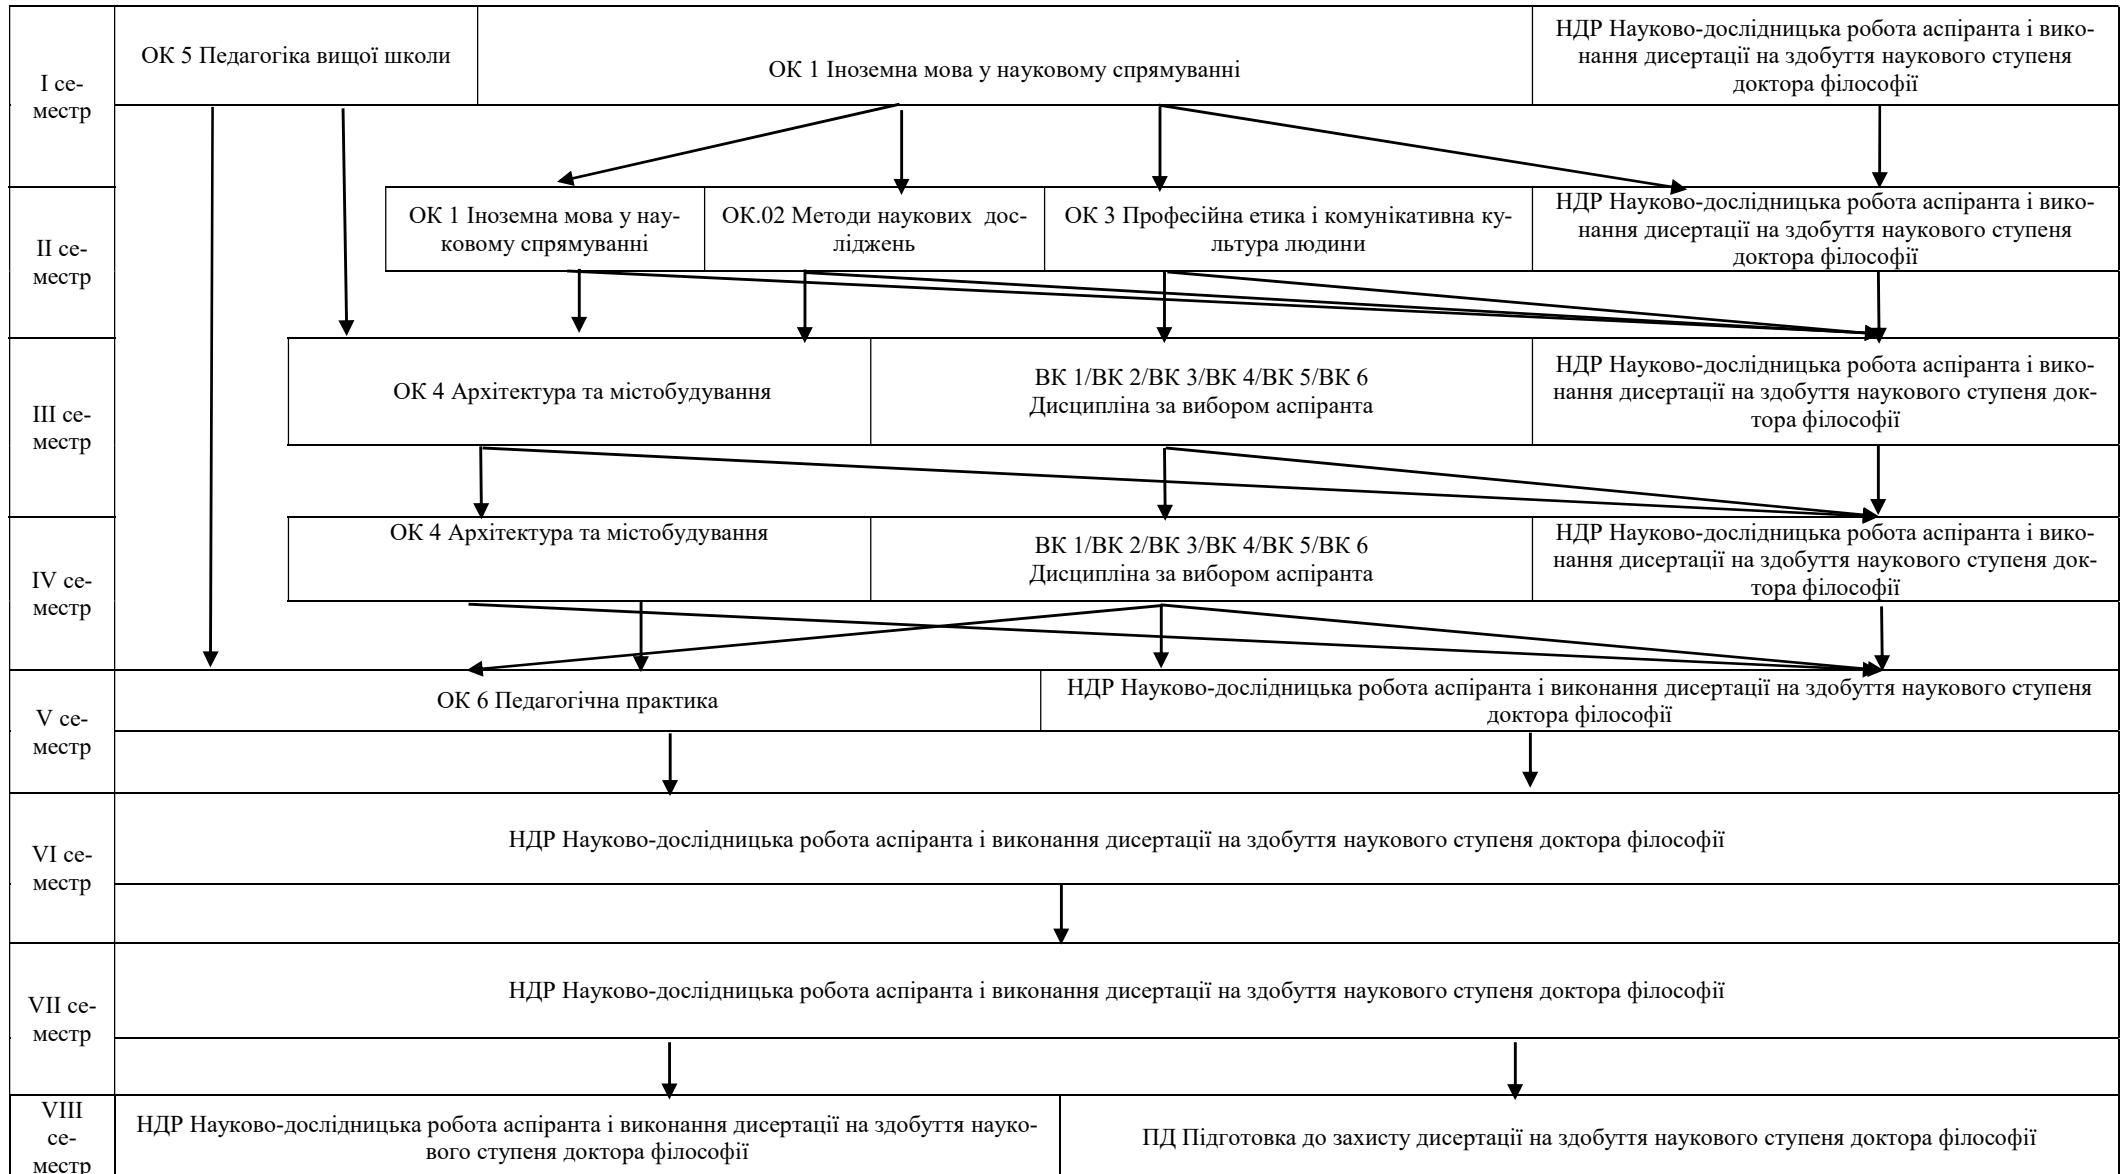 І се-
местр
ОК 5 Педагогіка вищої школи
ОК 1 Іноземна мова у науковому спрямуванні
НДР Науково-дослідницька робота аспіранта і вико-
нання дисертації на здобуття наукового ступеня
доктора філософії
ІІ се-
местр
ОК 1 Іноземна мова у нау-
ковому спрямуванні
ОК.02 Методи наукових  дос-
ліджень
ОК 3 Професійна етика і комунікативна ку-
льтура людини
НДР Науково-дослідницька робота аспіранта і вико-
нання дисертації на здобуття наукового ступеня
доктора філософії
ІІІ се-
местр
ОК 4 Архітектура та містобудування
ВК 1/ВК 2/ВК 3/ВК 4/ВК 5/ВК 6
Дисципліна за вибором аспіранта
НДР Науково-дослідницька робота аспіранта і вико-
нання дисертації на здобуття наукового ступеня док-
тора філософії
IV се-
местр
ОК 4 Архітектура та містобудування
ВК 1/ВК 2/ВК 3/ВК 4/ВК 5/ВК 6
Дисципліна за вибором аспіранта
НДР Науково-дослідницька робота аспіранта і вико-
нання дисертації на здобуття наукового ступеня док-
тора філософії
V се-
местр
ОК 6 Педагогічна практика
НДР Науково-дослідницька робота аспіранта і виконання дисертації на здобуття наукового ступеня
доктора філософії
VI се-
местр
НДР Науково-дослідницька робота аспіранта і виконання дисертації на здобуття наукового ступеня доктора філософії
VII се-
местр
НДР Науково-дослідницька робота аспіранта і виконання дисертації на здобуття наукового ступеня доктора філософії
VIII
се-
местр
НДР Науково-дослідницька робота аспіранта і виконання дисертації на здобуття науко-
вого ступеня доктора філософії
ПД Підготовка до захисту дисертації на здобуття наукового ступеня доктора філософії